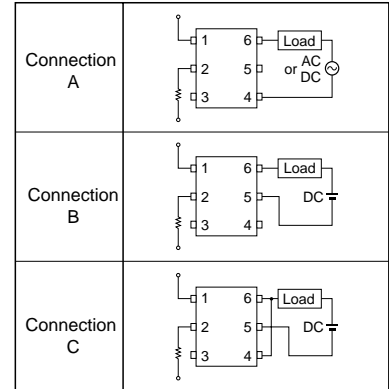 Connection
A
1 6 Load
2 5 or AC
DC
3 4
Connection
B
1 6 Load
2 5 DC
3 4
Connection
C
1 6 Load
2 5 DC
3 4